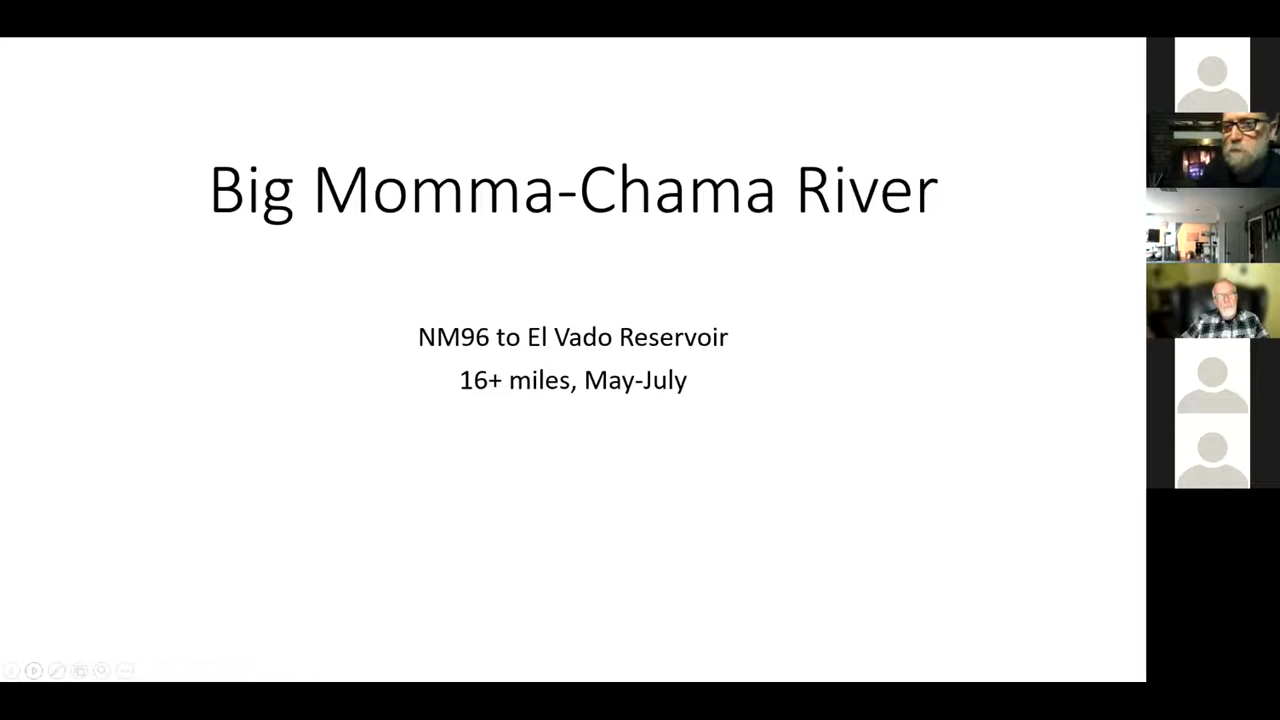 Big Momma-Chama River
NM96 to El Vado Reservoir
16+ miles, May-July